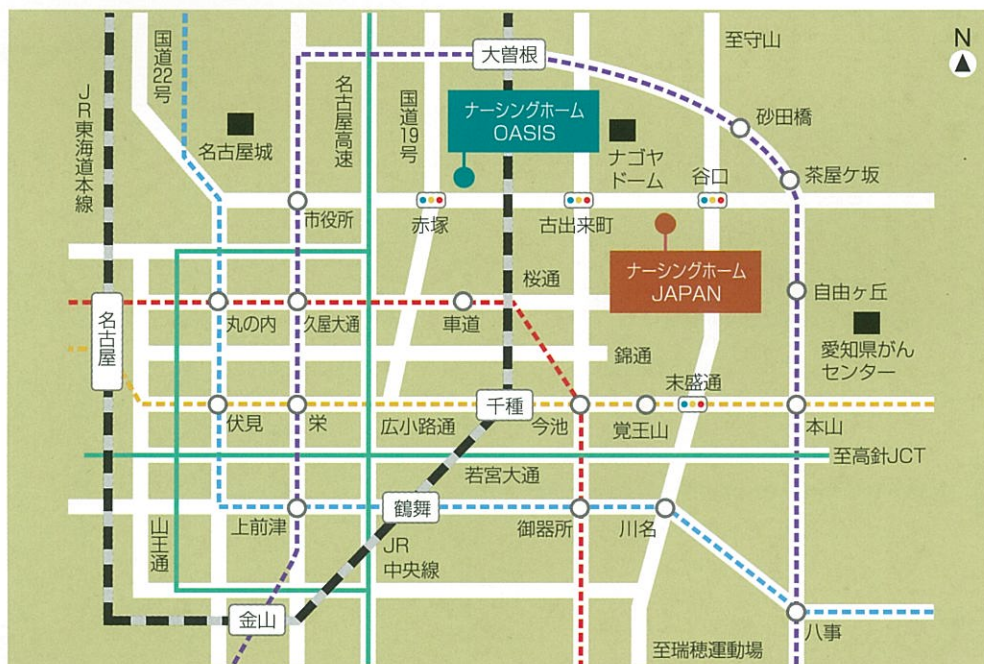 国道22号
JR東海道本線
名古屋城
名古屋高速
国道19号
大曽根
至守山
N
ナーシングホーム
OASIS
ナゴヤ
ドーム
砂田橋
谷口
茶屋ケ坂
市役所
赤塚
古出来町
ナーシングホーム
JAPAN
桜通
自由ヶ丘
名古屋
丸の内
久屋大通
車道
錦通
愛知県がん
センター
末盛通
千種
伏見
栄
広小路通
今池
覚王山
本山
至高針JCT
若宮大通
鶴舞
山王通
上前津
御器所
川名
JR
中央線
金山
八事
至瑞穂運動場